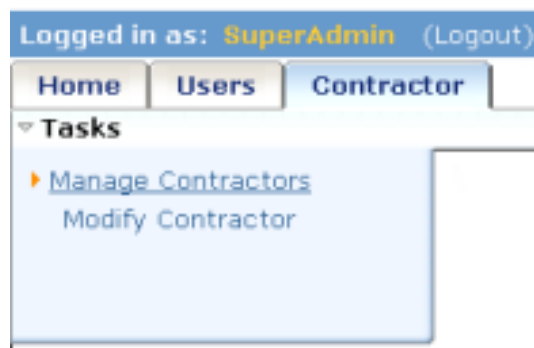 Logged in as: SuperAdmin (Logout)
Home Users Contractor
Tasks
Manage Contractors
Modify Contractor